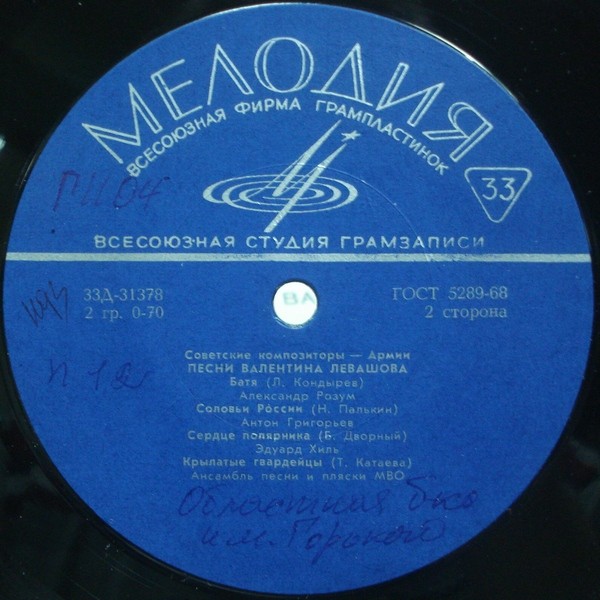 МЕЛОДИЯ
ВСЕСОЮЗНАЯ ФИРМА ГРАМПЛАСТИНОК
33
ВСЕСОЮЗНАЯ СТУДИЯ ГРАМЗАПИСИ
33Д-31378
ГОСТ 5289-68
2 гр. 0-70
2 сторона
Советские композиторы — Армии
ПЕСНИ ВАЛЕНТИНА ЛЕВАШОВА
Батя (Л. Кондырев)
Александр Розум
Соловьи России (Н. Палькин)
Антон Григорьев
Сердце полярника (Б. Дворный)
Эдуард Хиль
Крылатые гвардейцы (Т. Катаева)
Ансамбль песни и пляски МВО
Областная
им. Горького